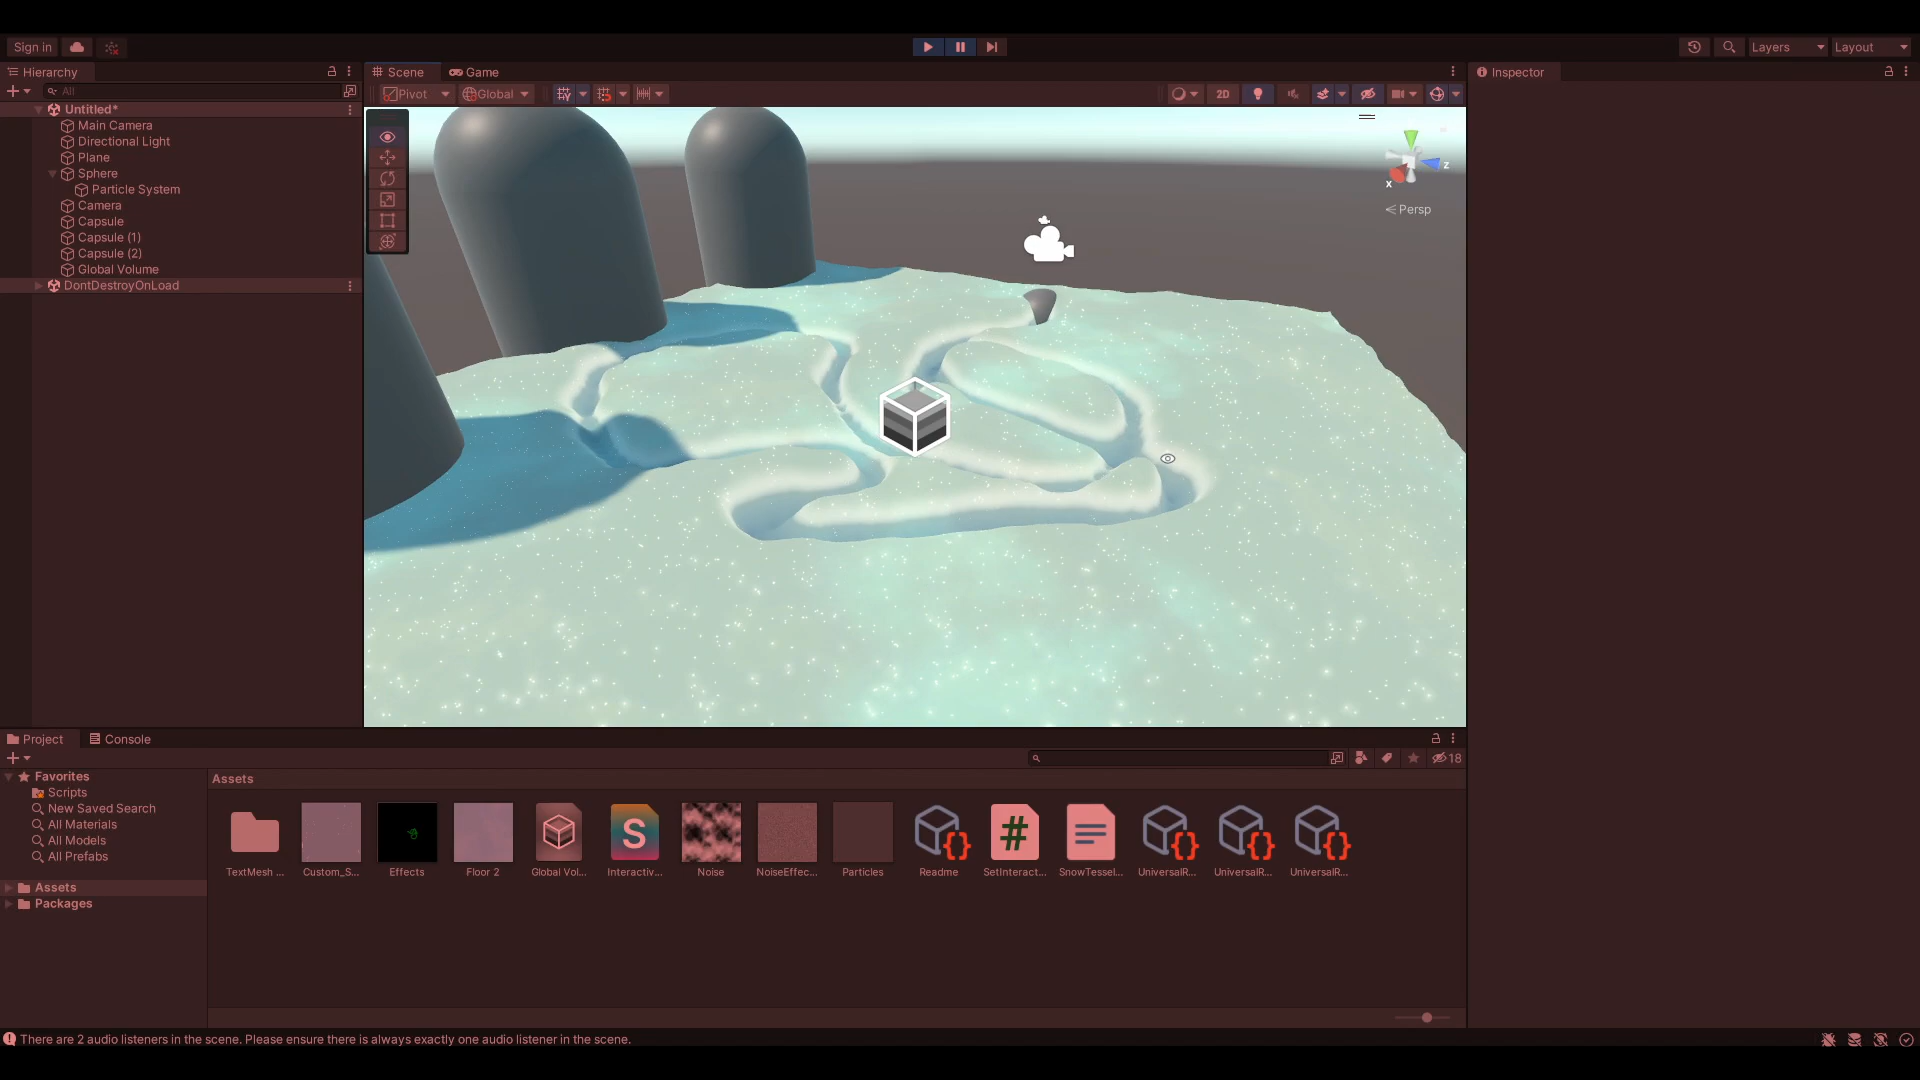 Sign in
Layers
Layout
Hierarchy
Scene
Game
Inspector
All
Pivot
Global
2D
Untitled*
Main Camera
Directional Light
Plane
Sphere
Particle System
Camera
Capsule
Capsule (1)
Capsule (2)
Global Volume
DontDestroyOnLoad
z
x
Persp
Project
Console
18
Favorites
Scripts
New Saved Search
All Materials
All Models
All Prefabs
Assets
Packages
Assets
S
{}
#
{}
{}
{}
TextMesh ...
Custom_S...
Effects
Floor 2
Global Vol...
Interactiv...
Noise
NoiseEffec...
Particles
Readme
SetInteract...
SnowTessel...
UniversalR...
UniversalR...
UniversalR...
There are 2 audio listeners in the scene. Please ensure there is always exactly one audio listener in the scene.